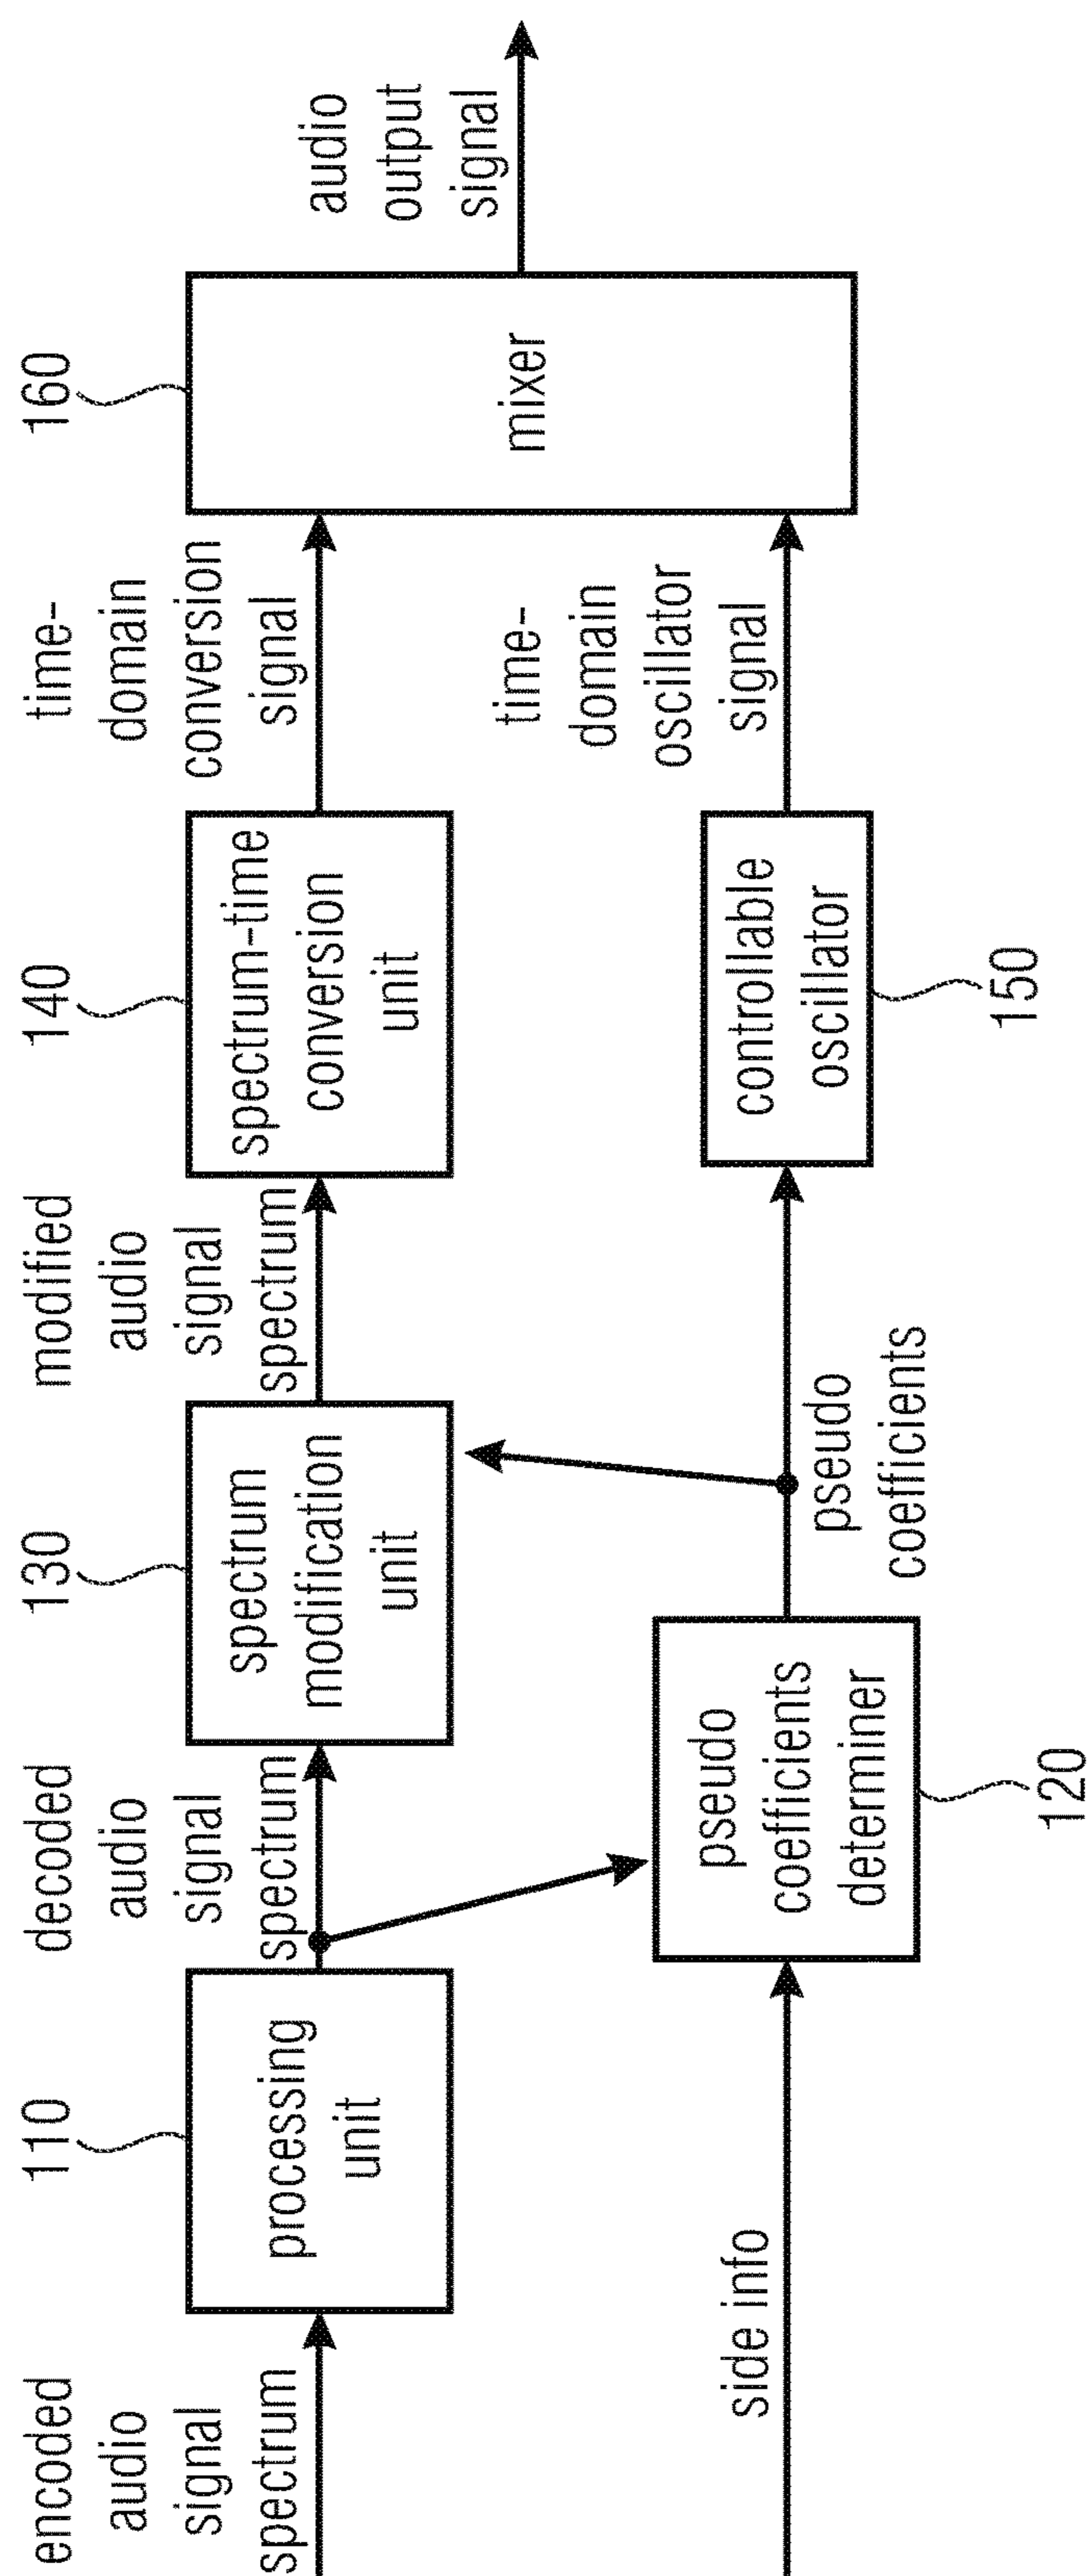 encoded
audio
signal
spectrum
110
processing
unit
decoded
audio
signal
spectrum
130
spectrum
modification
unit
modified
audio
signal
spectrum
140
spectrum-time
conversion
unit
time-
domain
conversion
signal
160
mixer
audio
output
signal
side info
pseudo
coefficients
determiner
120
pseudo
coefficients
controllable
oscillator
150
time-
domain
oscillator
signal